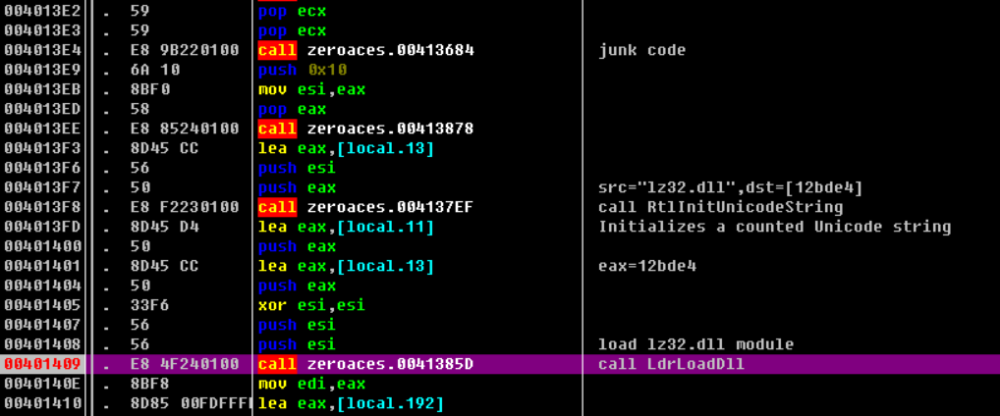 004013E2 . 59 pop ecx
004013E3 . 59 pop ecx
004013E4 . E8 9B220100 call zeroaces.00413684 junk code
004013E9 . 6A 10 push 0x10
004013EB . 8BF0 mov esi,eax
004013ED . 58 pop eax
004013EE . E8 85240100 call zeroaces.00413878
004013F3 . 8D45 CC lea eax,[local.13]
004013F6 . 56 push esi
004013F7 . 50 push eax src="lz32.dll",dst=[12bde4]
004013F8 . E8 F2230100 call zeroaces.004137EF call RtlInitUnicodeString
004013FD . 8D45 D4 lea eax,[local.11] Initializes a counted Unicode string
00401400 . 50 push eax
00401401 . 8D45 CC lea eax,[local.13] eax=12bde4
00401404 . 50 push eax
00401405 . 33F6 xor esi,esi
00401407 . 56 push esi
00401408 . 56 push esi load lz32.dll module
00401409 . E8 4F240100 call zeroaces.0041385D call LdrLoadDll
0040140E . 8BF8 mov edi,eax
00401410 . 8D85 00FDFFF lea eax,[local.192]